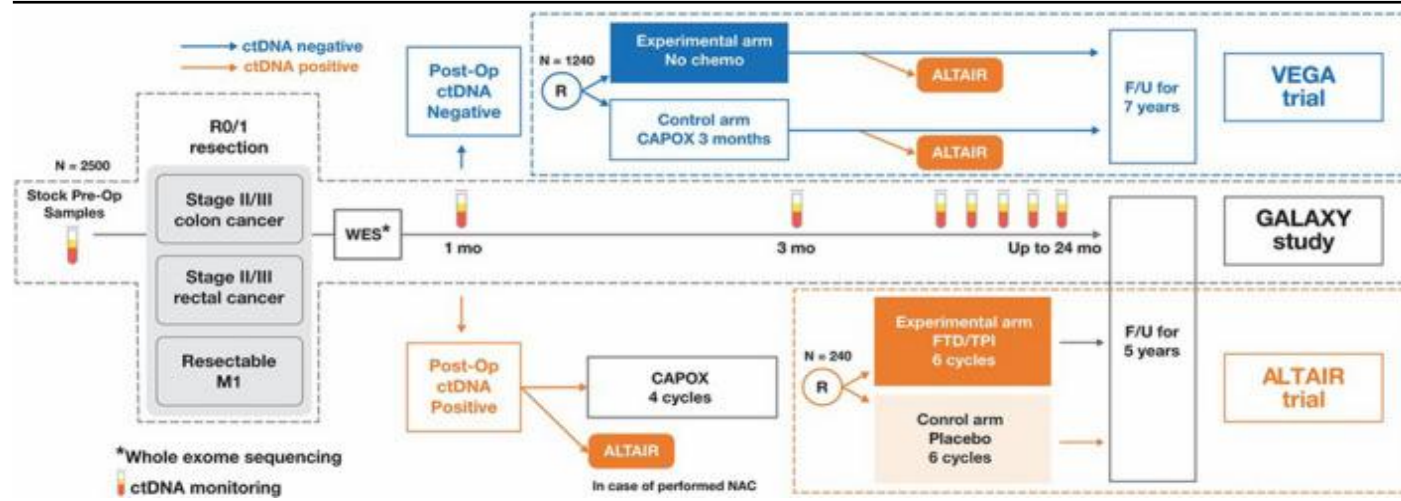 ctDNA negative
ctDNA positive
R0/1
resection
N = 2500
Stock Pre-Op
Samples
Stage II/III
colon cancer
Stage II/III
rectal cancer
Resectable
M1
WES*
*Whole exome sequencing
ctDNA monitoring
Post-Op
ctDNA
Negative
N = 1240
R
Experimental arm
No chemo
ALTAIR
Control arm
CAPOX 3 months
ALTAIR
F/U for
7 years
VEGA
trial
1 mo
3 mo
Up to 24 mo
GALAXY
study
Post-Op
ctDNA
Positive
CAPOX
4 cycles
ALTAIR
In case of performed NAC
N = 240
R
Experimental arm
FTD/TPI
6 cycles
Conrol arm
Placebo
6 cycles
F/U for
5 years
ALTAIR
trial